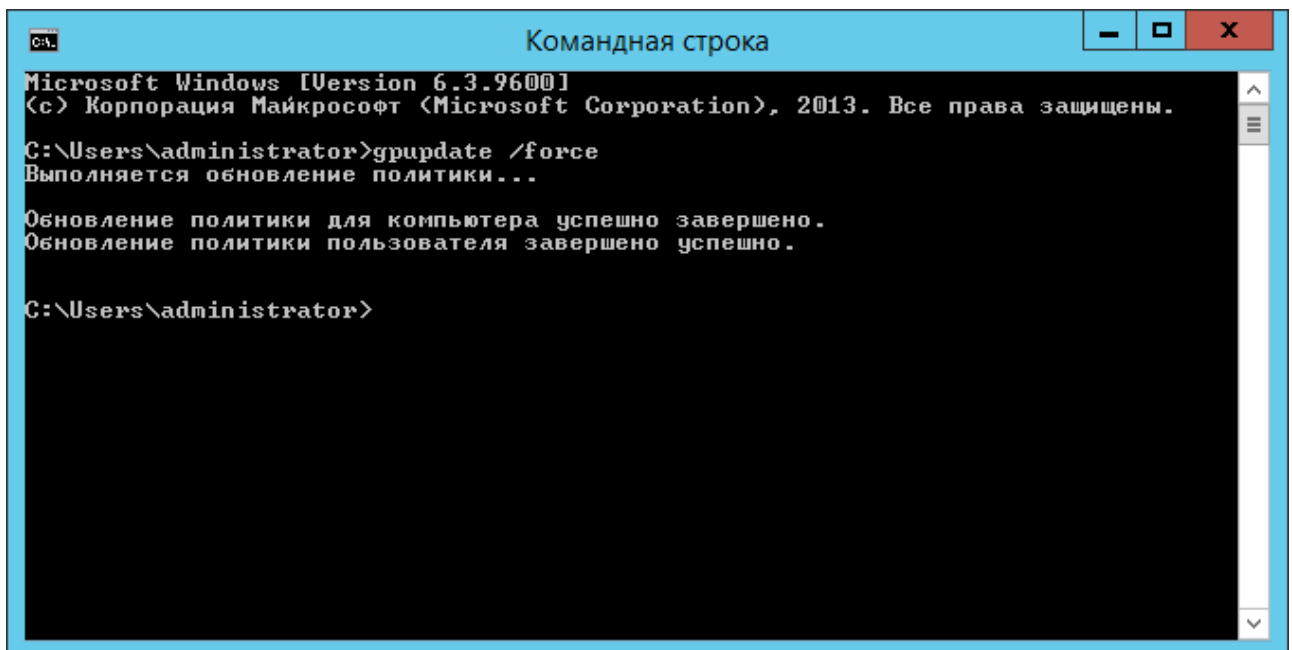 Командная строка
Microsoft Windows [Version 6.3.9600]
(c) Корпорация Майкрософт (Microsoft Corporation), 2013. Все права защищены.
C:\Users\administrator>gpupdate /force
Выполняется обновление политики...
Обновление политики для компьютера успешно завершено.
Обновление политики пользователя завершено успешно.
C:\Users\administrator>